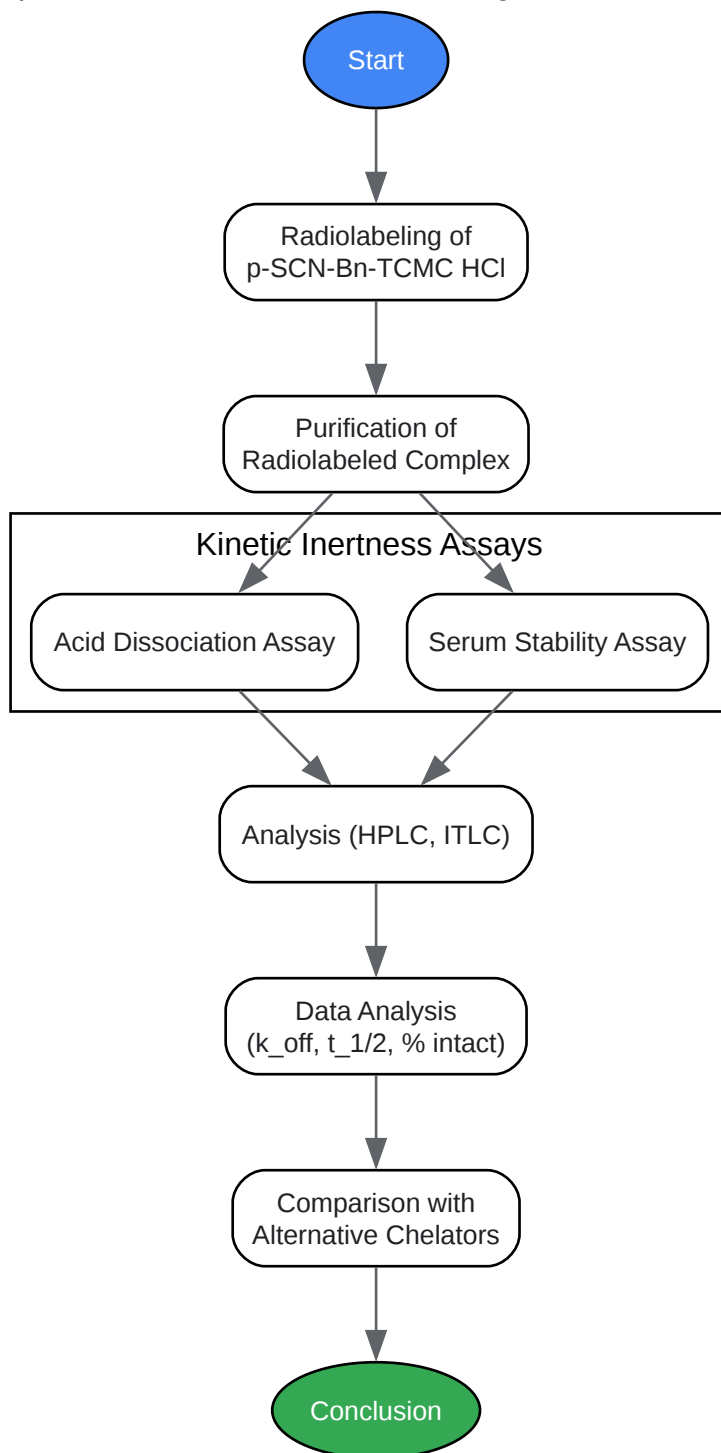 Start
Radiolabeling of
p-SCN-Bn-TCMC HCl
Purification of
Radiolabeled Complex
Kinetic Inertness Assays
Acid Dissociation Assay
Serum Stability Assay
Analysis (HPLC, ITLC)
Data Analysis
(k_off, t_1/2, % intact)
Comparison with
Alternative Chelators
Conclusion